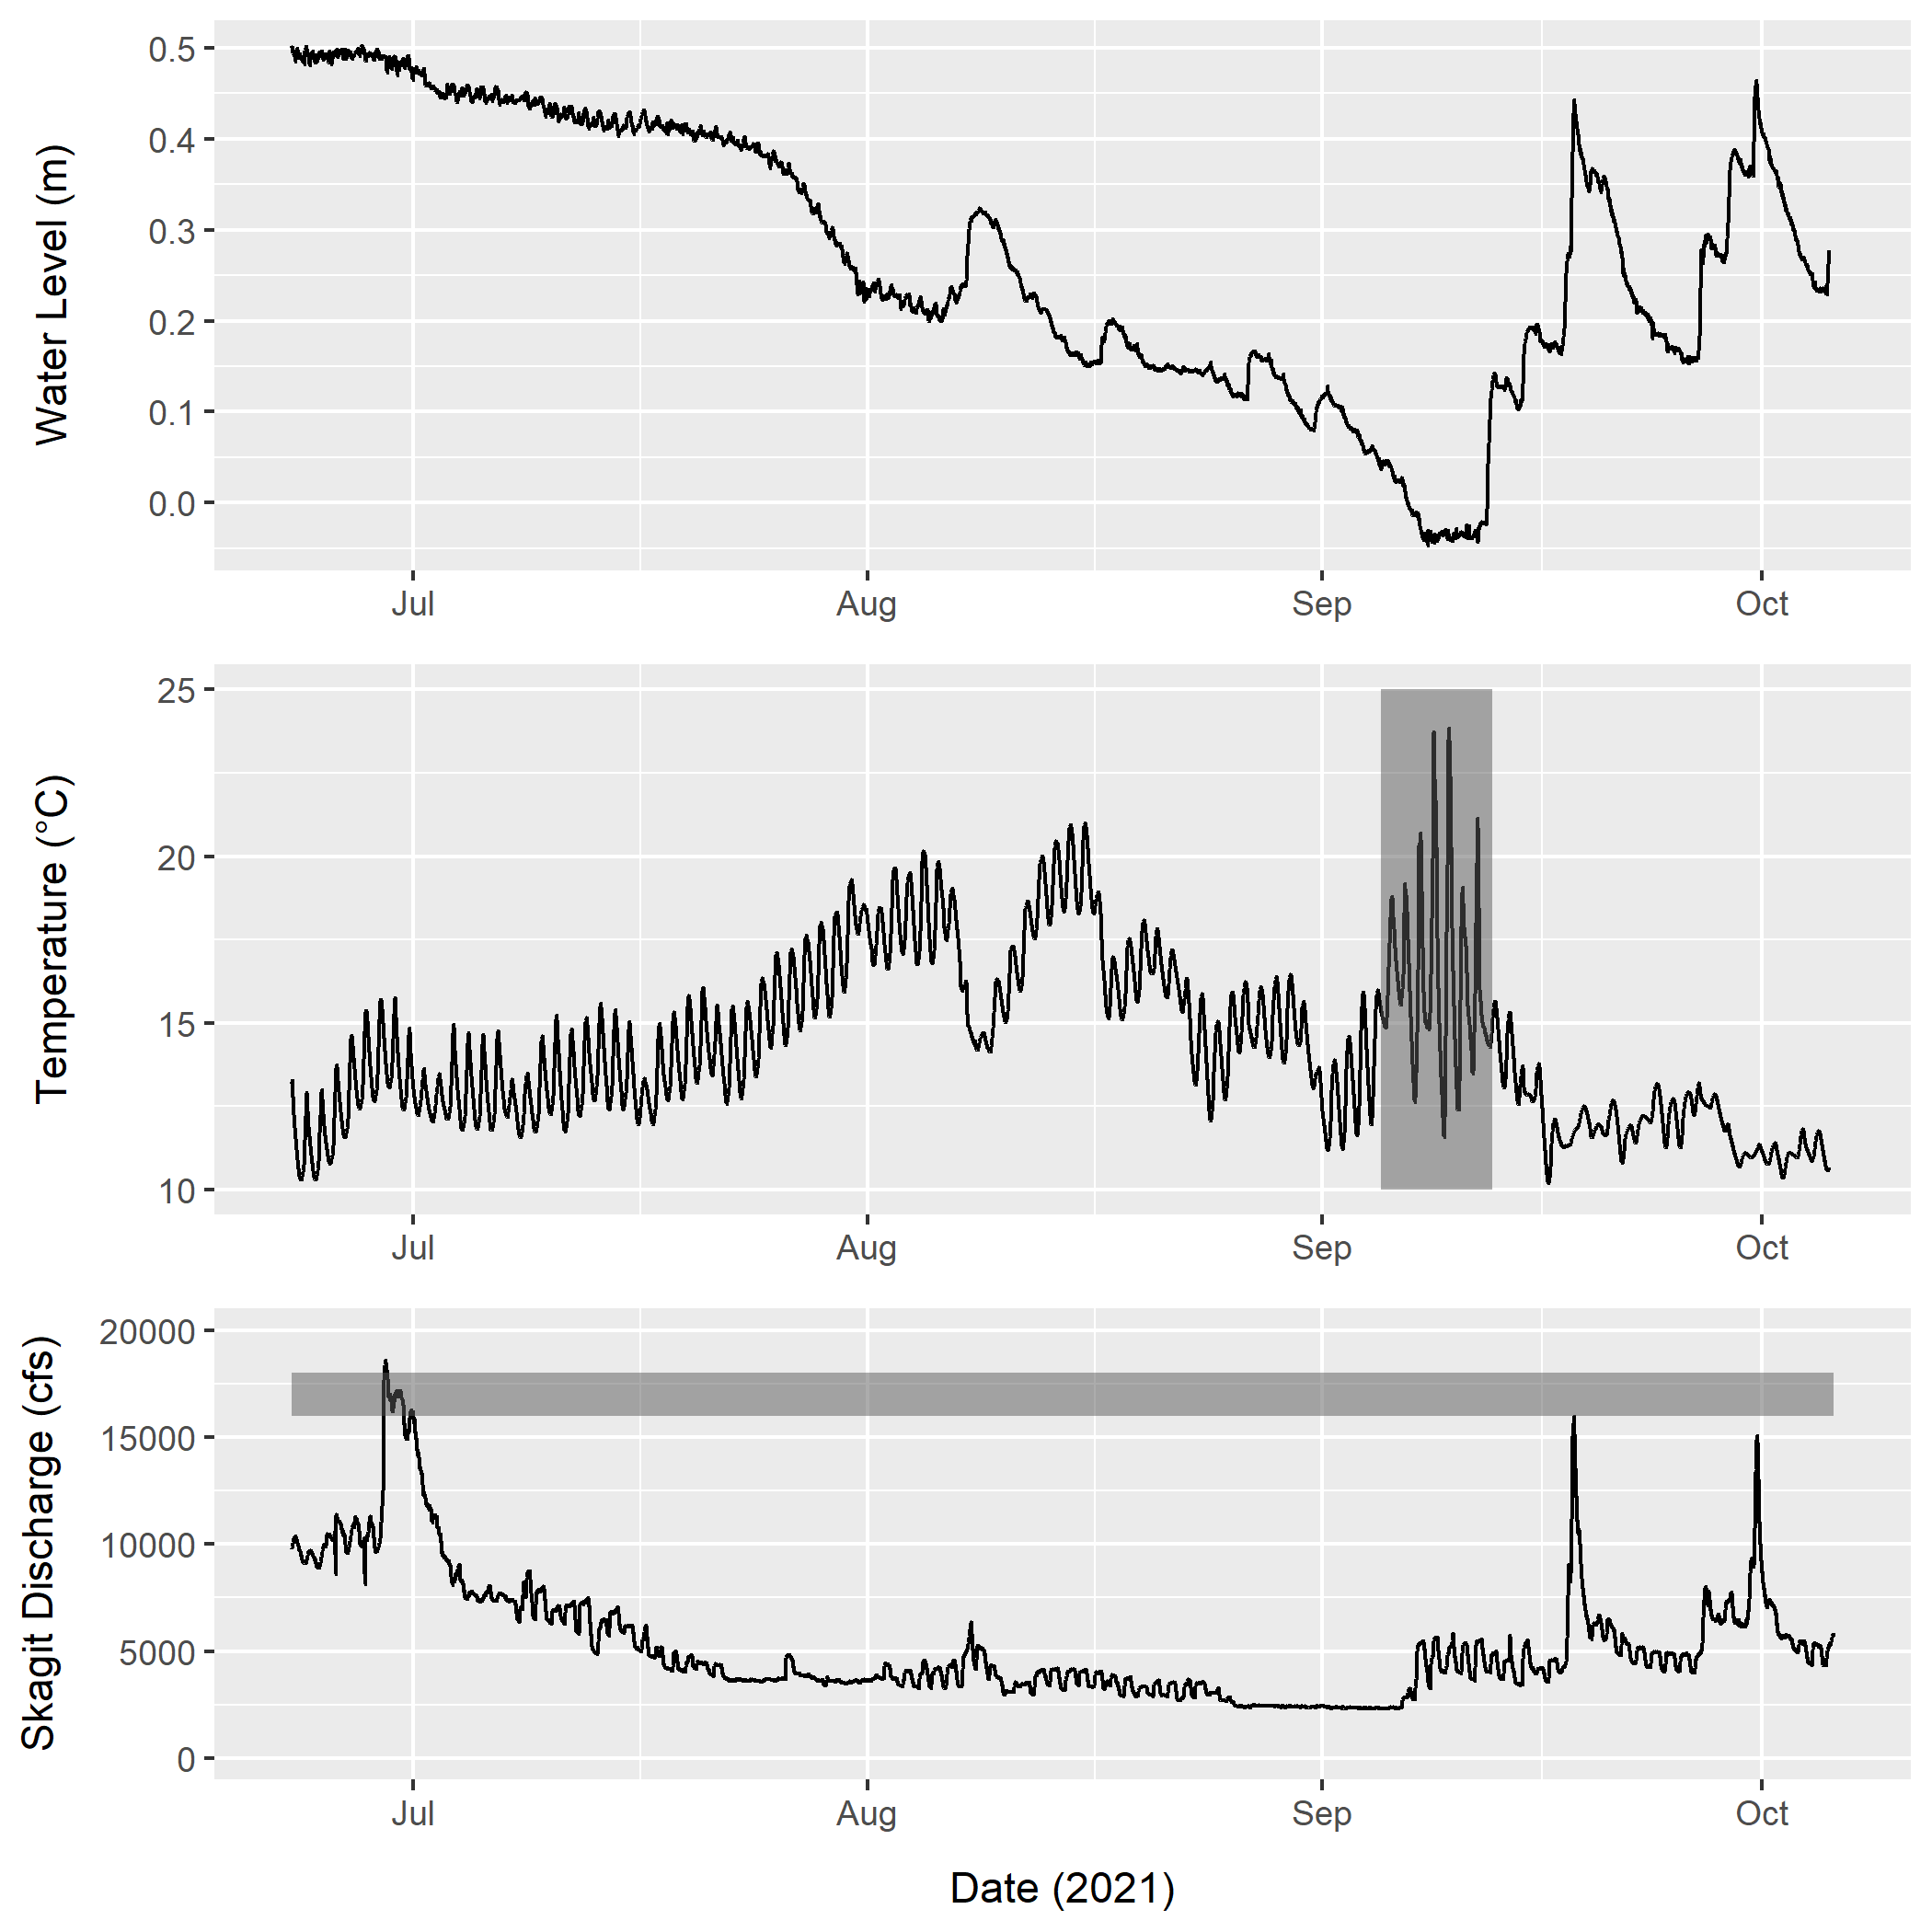 Water Level (m)
0.5
0.4
0.3
0.2
0.1
0.0
Jul Aug Sep Oct
Temperature (°C)
25
20
15
10
Jul Aug Sep Oct
Skagit Discharge (cfs)
20000
15000
10000
5000
0
Jul Aug Sep Oct
Date (2021)